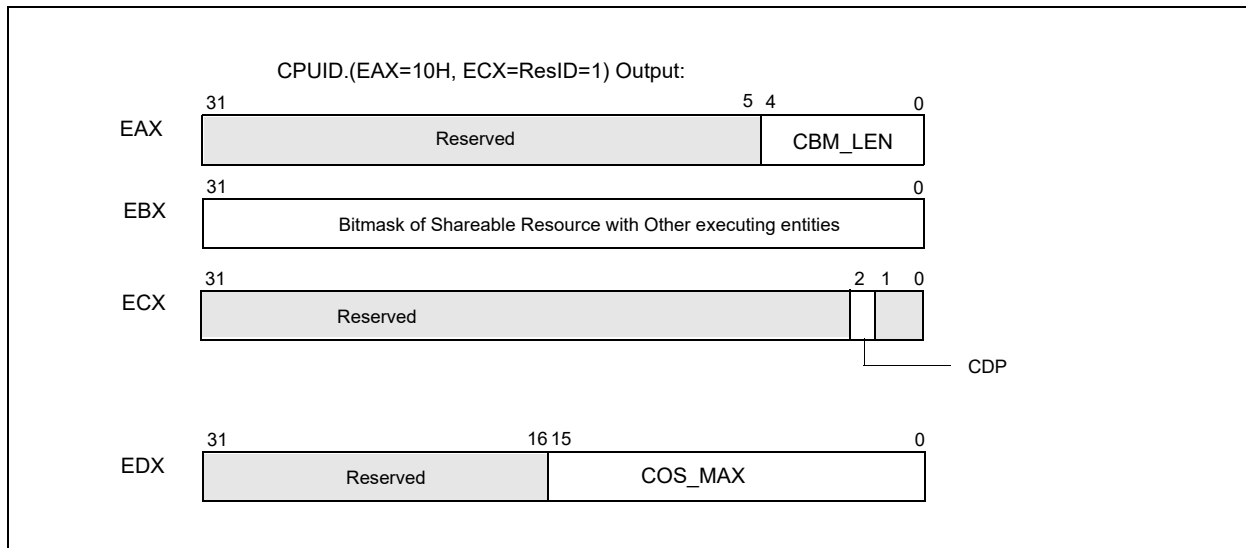 CPUID.(EAX=10H, ECX=ResID=1) Output:
31 5 4 0
EAX Reserved CBM_LEN
31 0
EBX Bitmask of Shareable Resource with Other executing entities
31 2 1 0
ECX Reserved
CDP
31 16 15 0
EDX Reserved COS_MAX